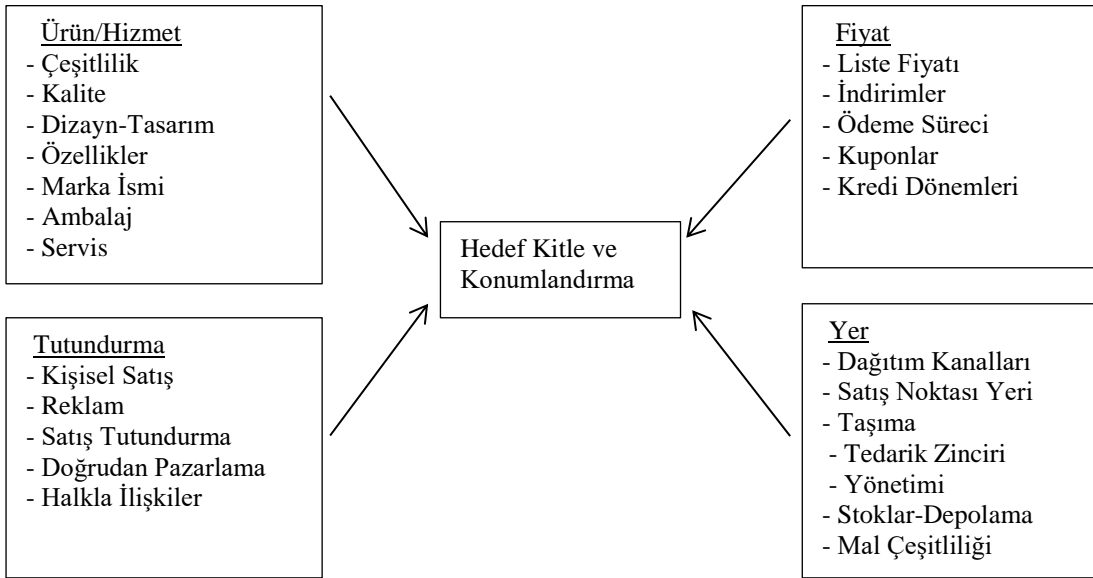 Ürün/Hizmet
- Çeşitlilik
- Kalite
- Dizayn-Tasarım
- Özellikler
- Marka İsmi
- Ambalaj
- Servis
Fiyat
- Liste Fiyatı
- İndirimler
- Ödeme Süreci
- Kuponlar
- Kredi Dönemleri
Hedef Kitle ve
Konumlandırma
Tutundurma
- Kişisel Satış
- Reklam
- Satış Tutundurma
- Doğrudan Pazarlama
- Halkla İlişkiler
Yer
- Dağıtım Kanalları
- Satış Noktası Yeri
- Taşıma
- Tedarik Zinciri
- Yönetimi
- Stoklar-Depolama
- Mal Çeşitliliği